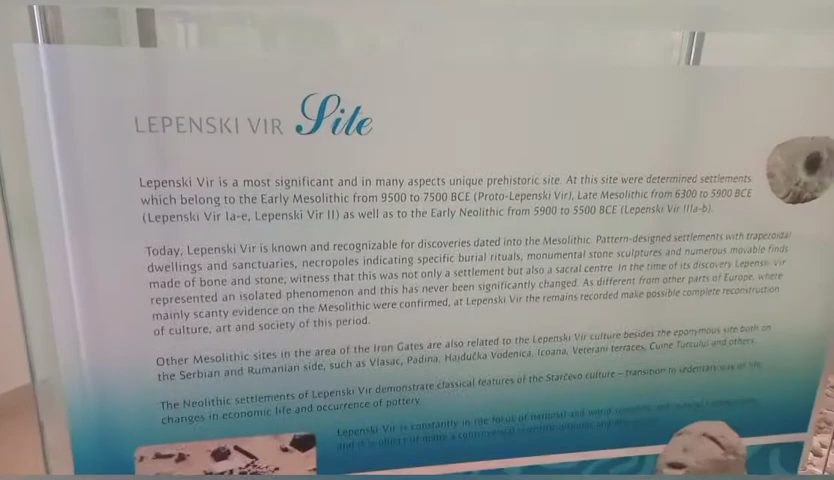 LEPENSKI VIR Site
Lepenski Vir is a most significant and in many aspects unique prehistoric site. At this site were determined settlements
which belong to the Early Mesolithic from 9500 to 7500 BCE (Proto-Lepenski Vir), Late Mesolithic from 6300 to 5900 BCE
(Lepenski Vir Ia-e, Lepenski Vir II) as well as to the Early Neolithic from 5900 to 5500 BCE (Lepenski Vir IIIa-b).
Today, Lepenski Vir is known and recognizable for discoveries dated into the Mesolithic. Pattern-designed settlements with trapezoidal
dwellings and sanctuaries, necropoles indicating specific burial rituals, monumental stone sculptures and numerous movable finds
made of bone and stone, witness that this was not only a settlement but also a sacral centre. In the time of its discovery Lepenski Vir
represented an isolated phenomenon and this has never been significantly changed. As different from other parts of Europe, where
mainly scanty evidence on the Mesolithic were confirmed, at Lepenski Vir the remains recorded make possible complete reconstruction
of culture, art and society of this period.
Other Mesolithic sites in the area of the Iron Gates are also related to the Lepenski Vir culture besides the eponymous site both on
the Serbian and Rumanian side, such as Vlasac, Padina, Hajdučka Vodenica, Icoana, Veterani terraces, Cuine Turcului and others.
The Neolithic settlements of Lepenski Vir demonstrate classical features of the Starčevo culture – transition to sedentary way of life,
changes in economic life and occurrence of pottery.
Lepenski Vir is constantly in the focus of national and world
and it is object of many